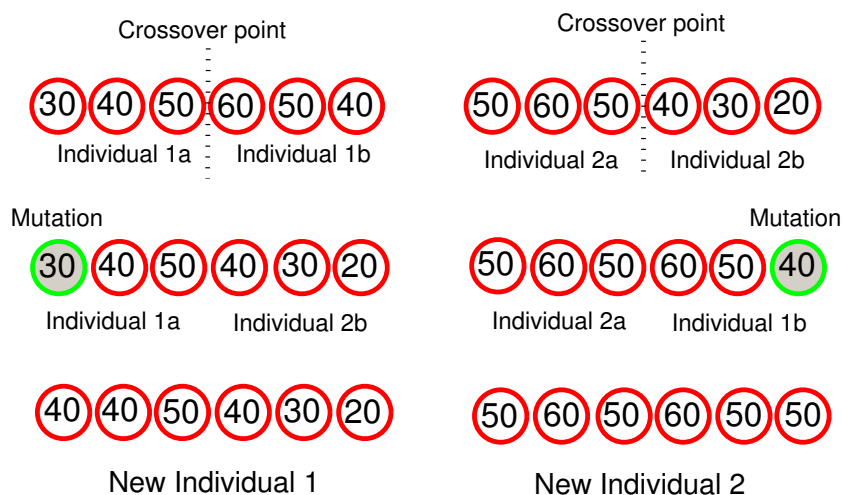 Crossover point Crossover point
30 40 50 60 50 40 50 60 50 40 30 20
Individual 1a Individual 1b Individual 2a Individual 2b
Mutation Mutation
30 40 50 40 30 20 50 60 50 60 50 40
Individual 1a Individual 2b Individual 2a Individual 1b
40 40 50 40 30 20 50 60 50 60 50 50
New Individual 1 New Individual 2